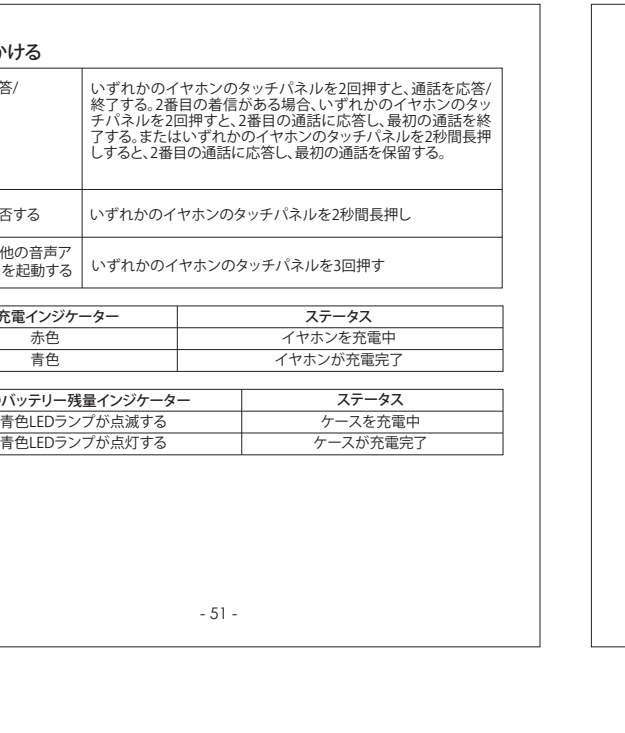 かける
答/
いずれかのイヤホンのタッチパネルを2回押すと、通話を応答/
終了する。2番目の着信がある場合、いずれかのイヤホンのタッ
チパネルを2回押すと、2番目の通話に応答し、最初の通話を終
了する。またはいずれかのイヤホンのタッチパネルを2秒間長押
しすると、2番目の通話に応答し、最初の通話を保留する。
否する
いずれかのイヤホンのタッチパネルを2秒間長押し
他の音声ア
を起動する
いずれかのイヤホンのタッチパネルを3回押す
充電インジケーター ステータス
赤色 イヤホンを充電中
青色 イヤホンが充電完了
バッテリー残量インジケーター ステータス
青色LEDランプが点滅する ケースを充電中
青色LEDランプが点灯する ケースが充電完了
- 51 -